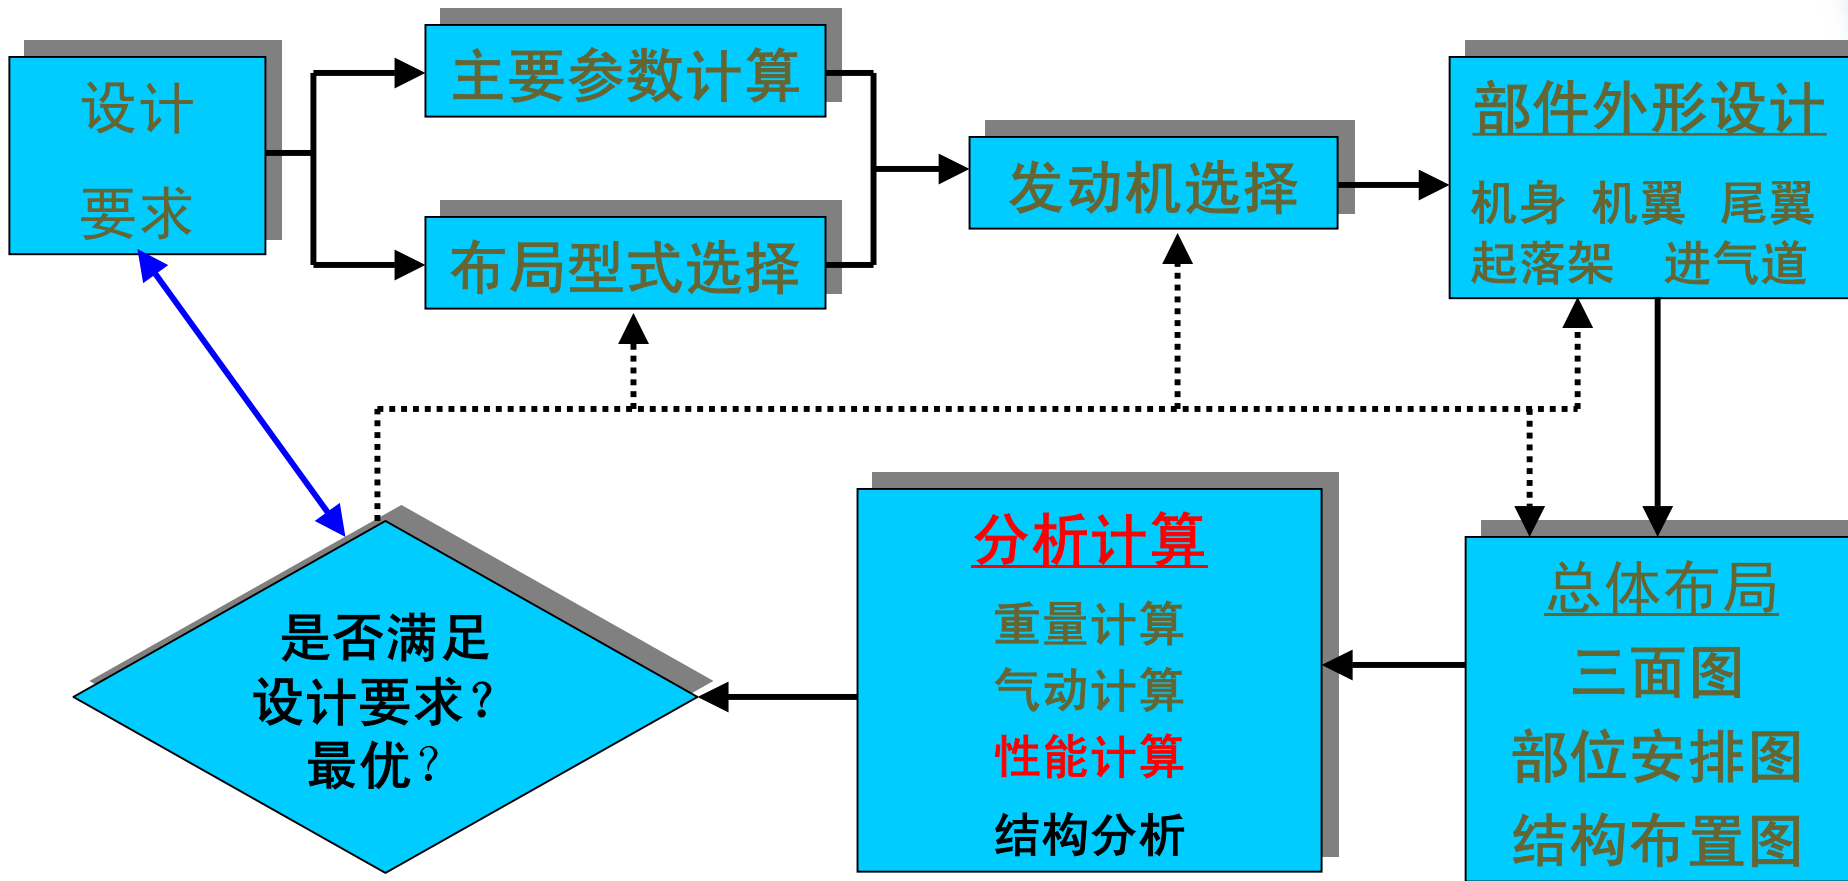 设计
要求
主要参数计算
布局型式选择
发动机选择
部件外形设计
机身 机翼 尾翼
起落架 进气道
总体布局
三面图
部位安排图
结构布置图
分析计算
重量计算
气动计算
性能计算
结构分析
是否满足
设计要求？
最优？